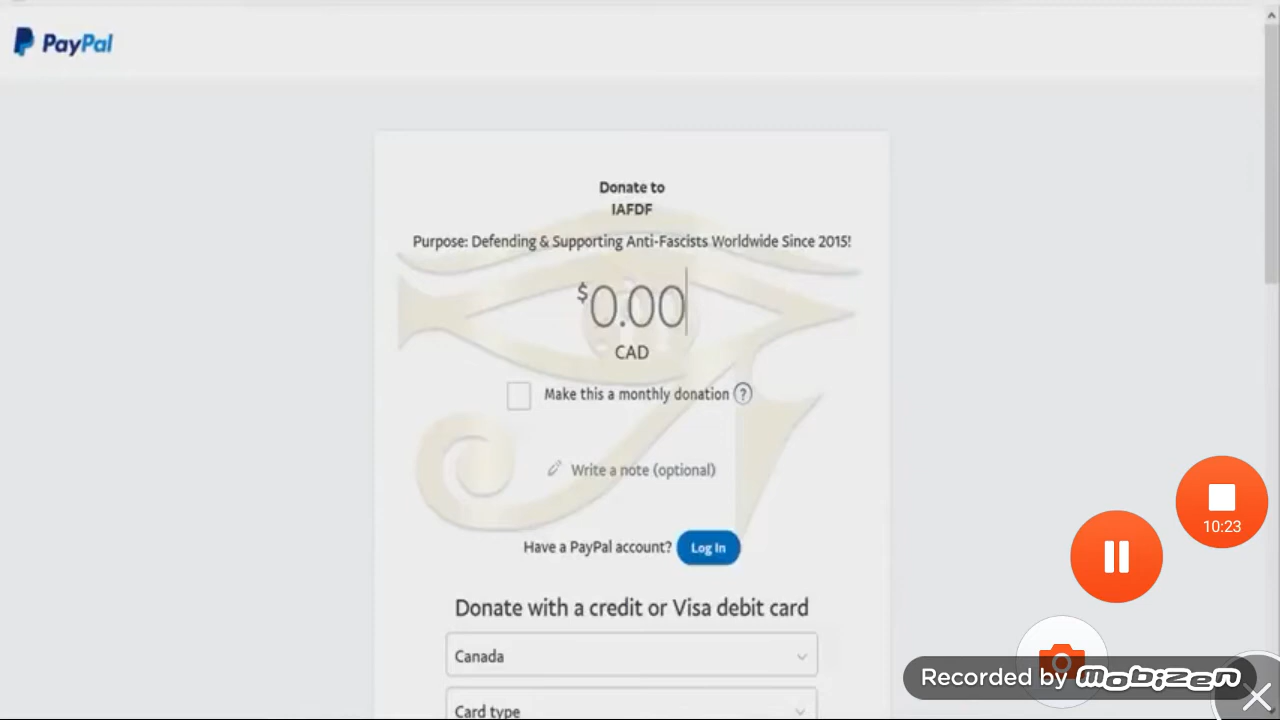 PayPal
Donate to
IAFDF
Purpose: Defending & Supporting Anti-Fascists Worldwide Since 2015!
$0.00
CAD
Make this a monthly donation ?
Write a note (optional)
Have a PayPal account? Log In
Donate with a credit or Visa debit card
Canada
Card type
10:23
Recorded by mobizen